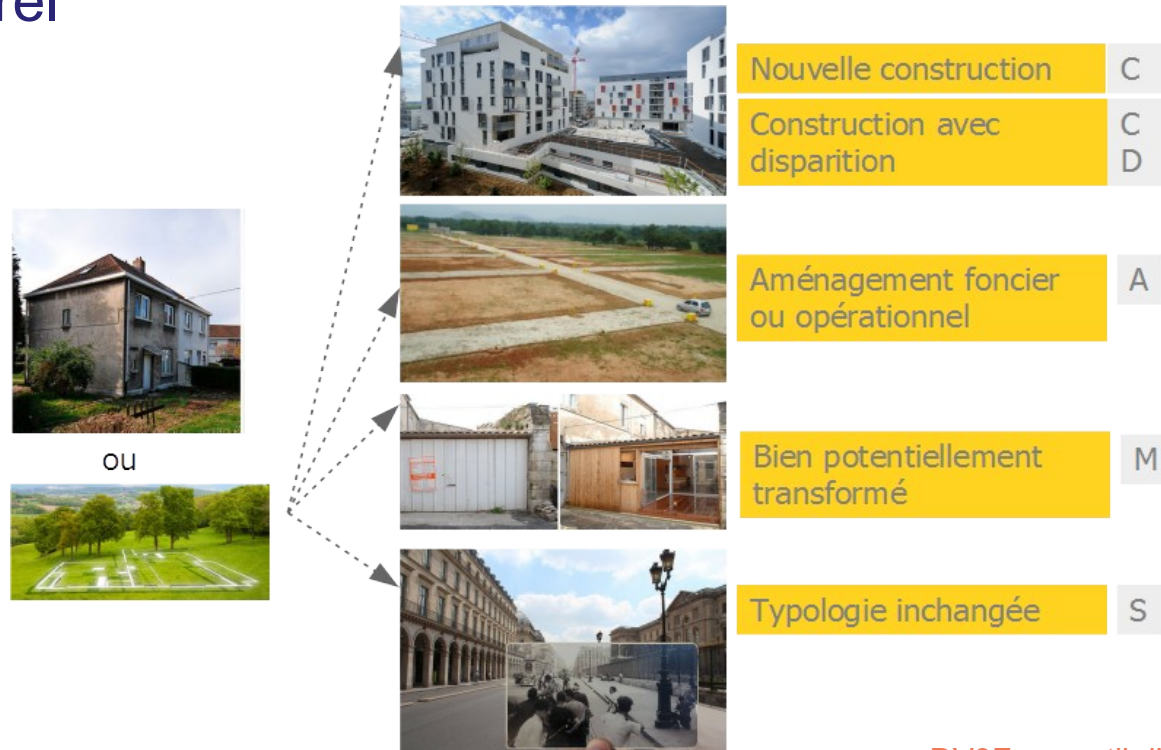 Nouvelle construction
C
Construction avec
disparition
C
D
Aménagement foncier
ou opérationnel
A
ou
Bien potentiellement
transformé
M
Typologie inchangée
S